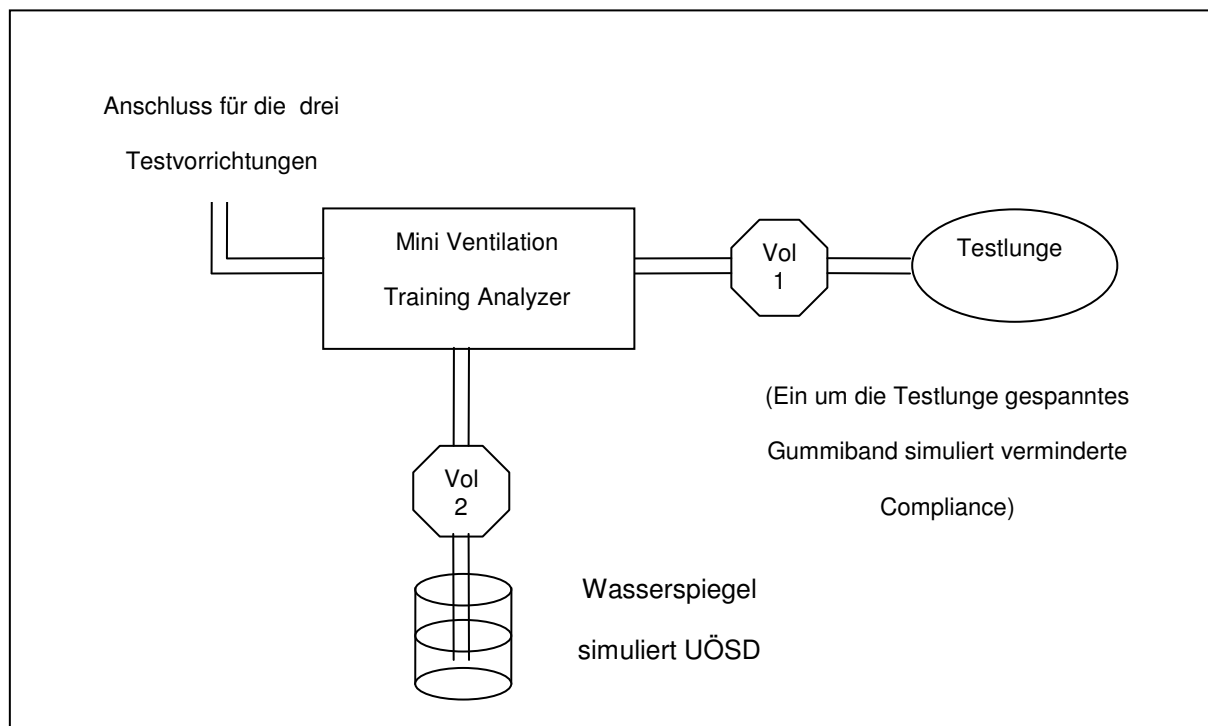 Anschluss für die drei
Testvorrichtungen
Mini Ventilation
Training Analyzer
Vol
1
Testlunge
(Ein um die Testlunge gespanntes
Gummiband simuliert verminderte
Compliance)
Vol
2
Wasserspiegel
simuliert UÖSD